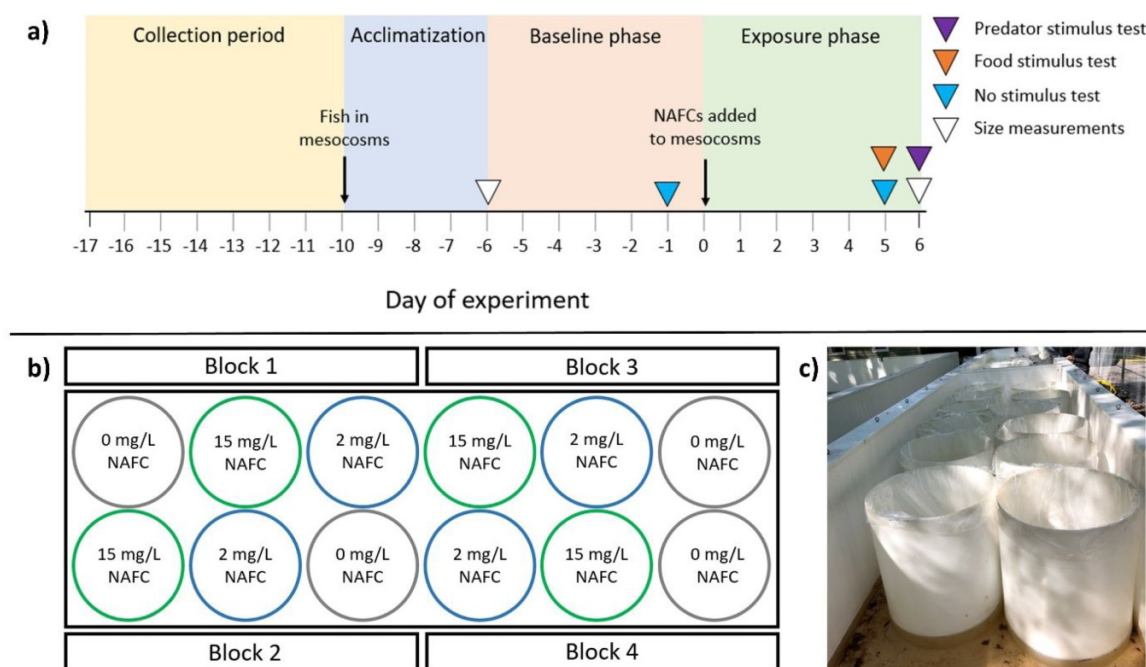 a)
Collection period
Acclimatization
Baseline phase
Exposure phase
Predator stimulus test
Food stimulus test
No stimulus test
Size measurements
Fish in
mesocosms
NAFCs added
to mesocosms
-17 -16 -15 -14 -13 -12 -11 -10 -9 -8 -7 -6 -5 -4 -3 -2 -1 0 1 2 3 4 5 6
Day of experiment
b)
Block 1
Block 3
0 mg/L
NAFC
15 mg/L
NAFC
2 mg/L
NAFC
15 mg/L
NAFC
2 mg/L
NAFC
0 mg/L
NAFC
15 mg/L
NAFC
2 mg/L
NAFC
0 mg/L
NAFC
2 mg/L
NAFC
15 mg/L
NAFC
0 mg/L
NAFC
Block 2
Block 4
c)